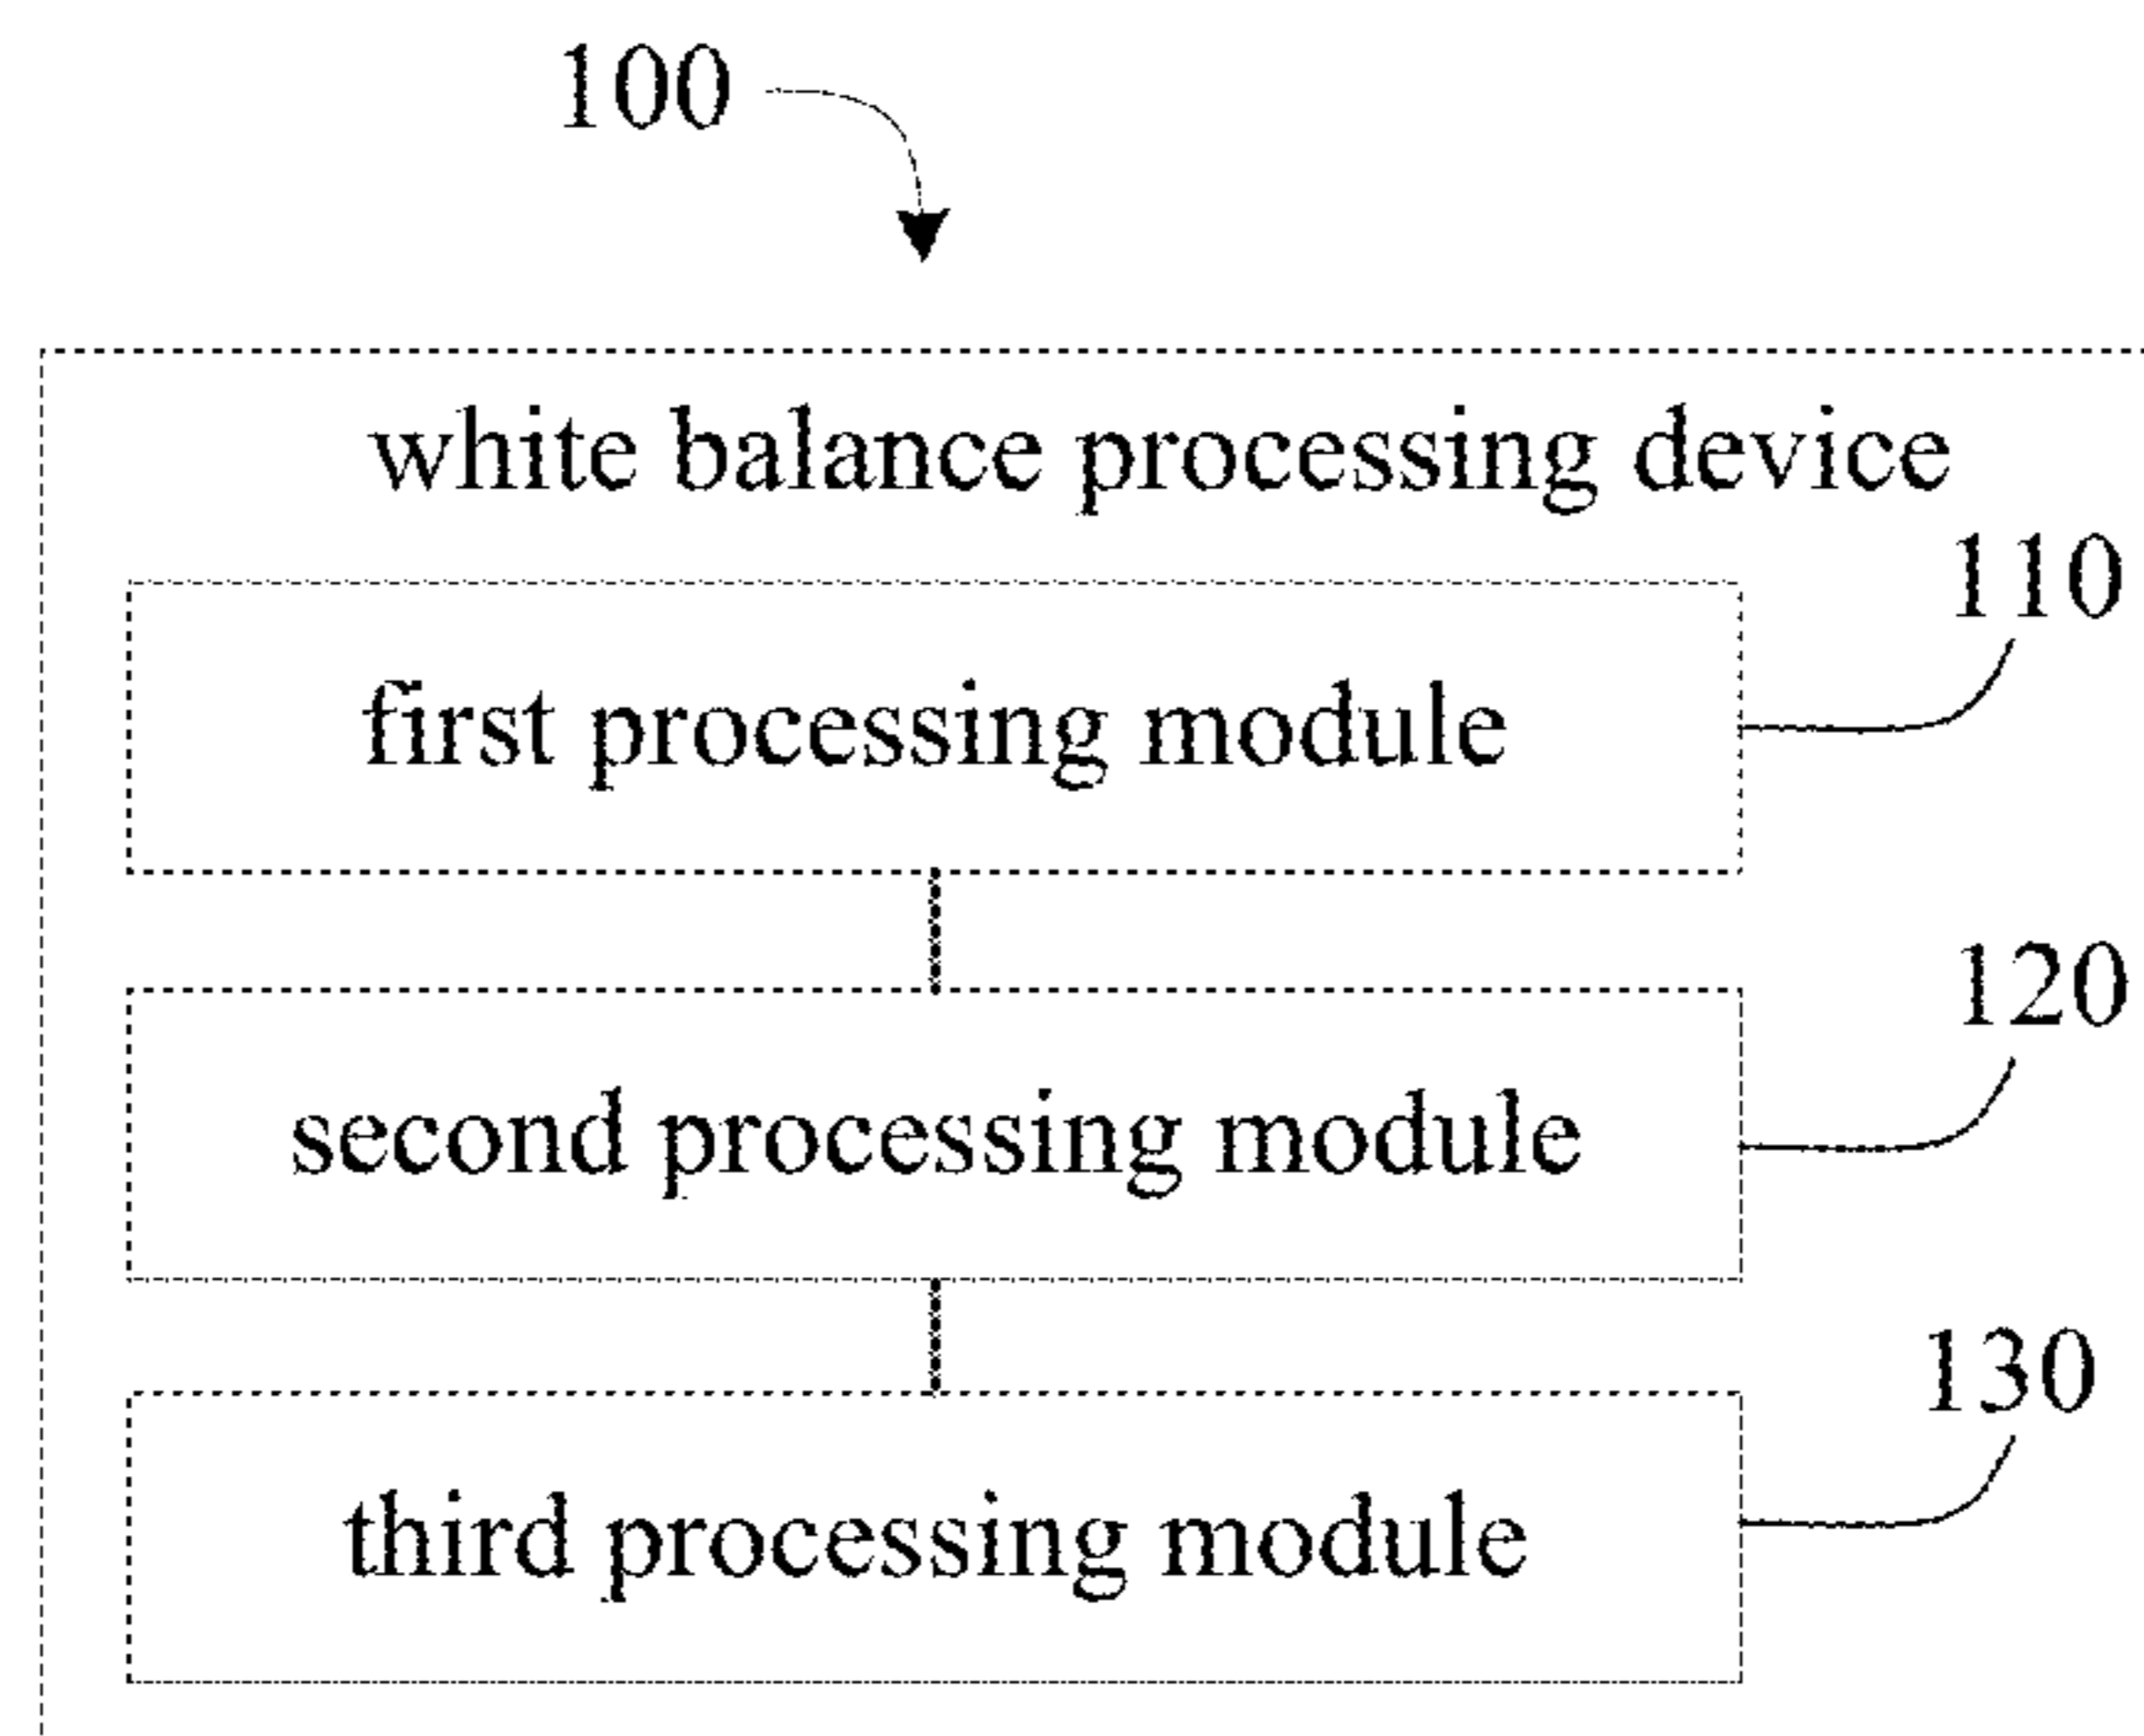 100
white balance processing device
110
first processing module
120
second processing module
130
third processing module